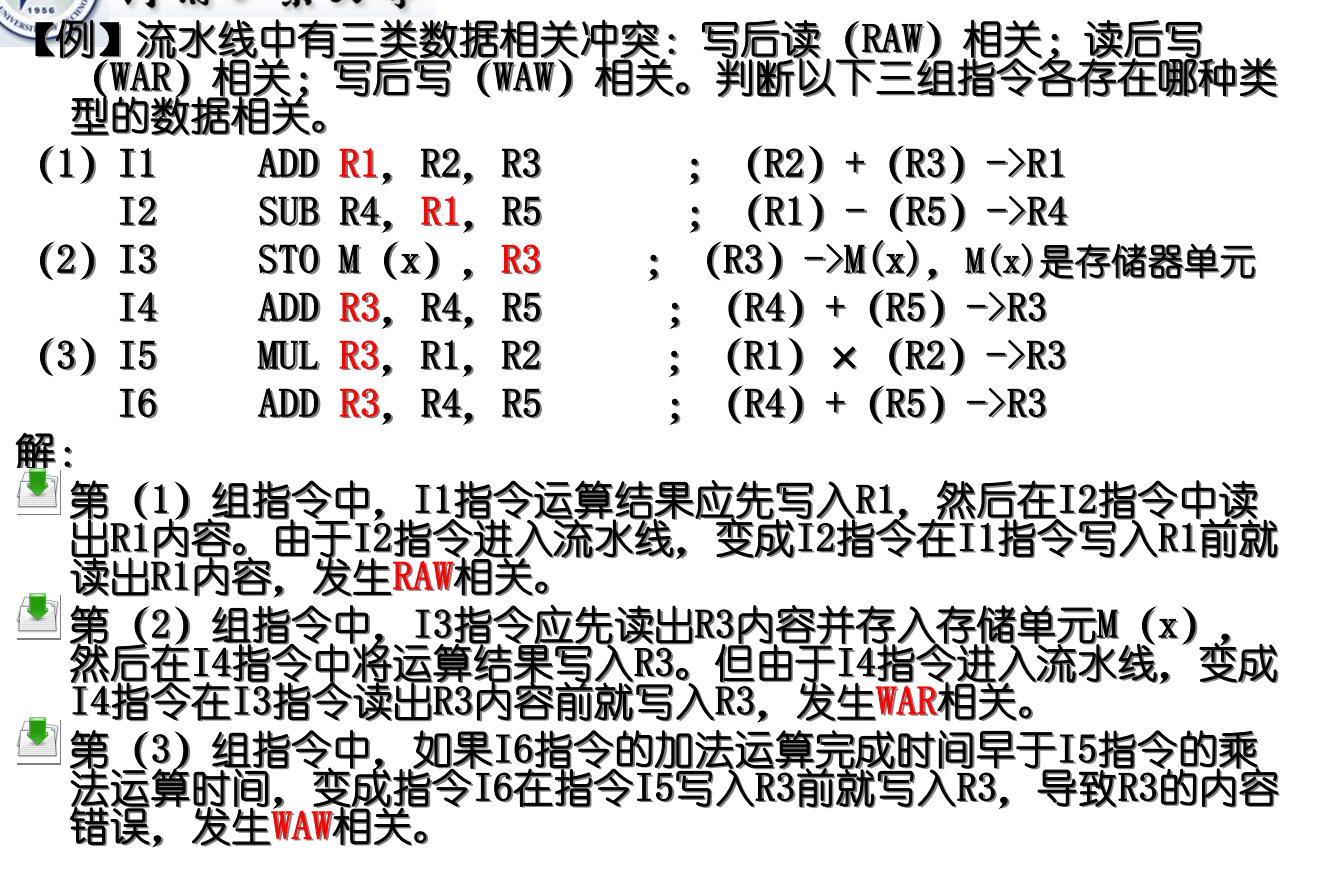 1956
【例】流水线中有三类数据相关冲突：写后读（RAW）相关；读后写
（WAR）相关；写后写（WAW）相关。判断以下三组指令各存在哪种类
型的数据相关。
(1) I1 ADD R1, R2, R3 ; (R2) + (R3) ->R1
I2 SUB R4, R1, R5 ; (R1) - (R5) ->R4
(2) I3 STO M (x) , R3 ; (R3) ->M(x), M(x)是存储器单元
I4 ADD R3, R4, R5 ; (R4) + (R5) ->R3
(3) I5 MUL R3, R1, R2 ; (R1) × (R2) ->R3
I6 ADD R3, R4, R5 ; (R4) + (R5) ->R3
解：
第（1）组指令中，I1指令运算结果应先写入R1，然后在I2指令中读
出R1内容。由于I2指令进入流水线，变成I2指令在I1指令写入R1前就
读出R1内容，发生RAW相关。
第（2）组指令中，I3指令应先读出R3内容并存入存储单元M（x），
然后在I4指令中将运算结果写入R3。但由于I4指令进入流水线，变成
I4指令在I3指令读出R3内容前就写入R3，发生WAR相关。
第（3）组指令中，如果I6指令的加法运算完成时间早于I5指令的乘
法运算时间，变成指令I6在指令I5写入R3前就写入R3，导致R3的内容
错误，发生WAW相关。